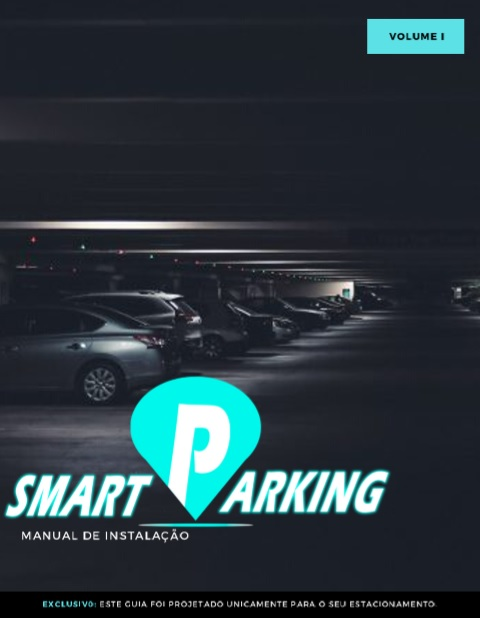 VOLUME I
SMART PARKING
MANUAL DE INSTALAÇÃO
EXCLUSIVO: ESTE GUIA FOI PROJETADO UNICAMENTE PARA O SEU ESTACIONAMENTO.